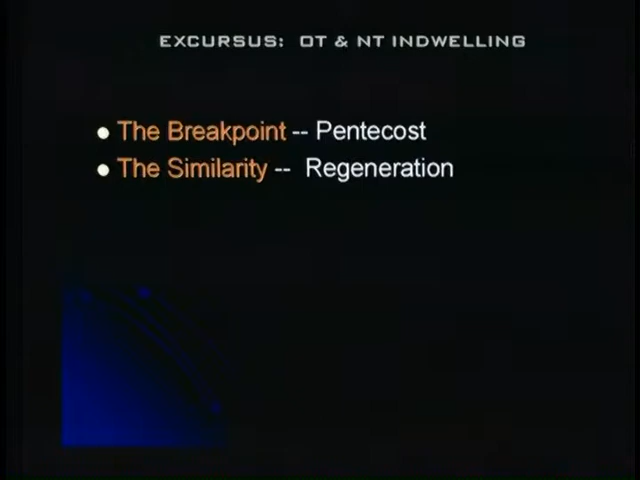 EXCURSUS: OT & NT INDWELLING
● The Breakpoint -- Pentecost
● The Similarity -- Regeneration